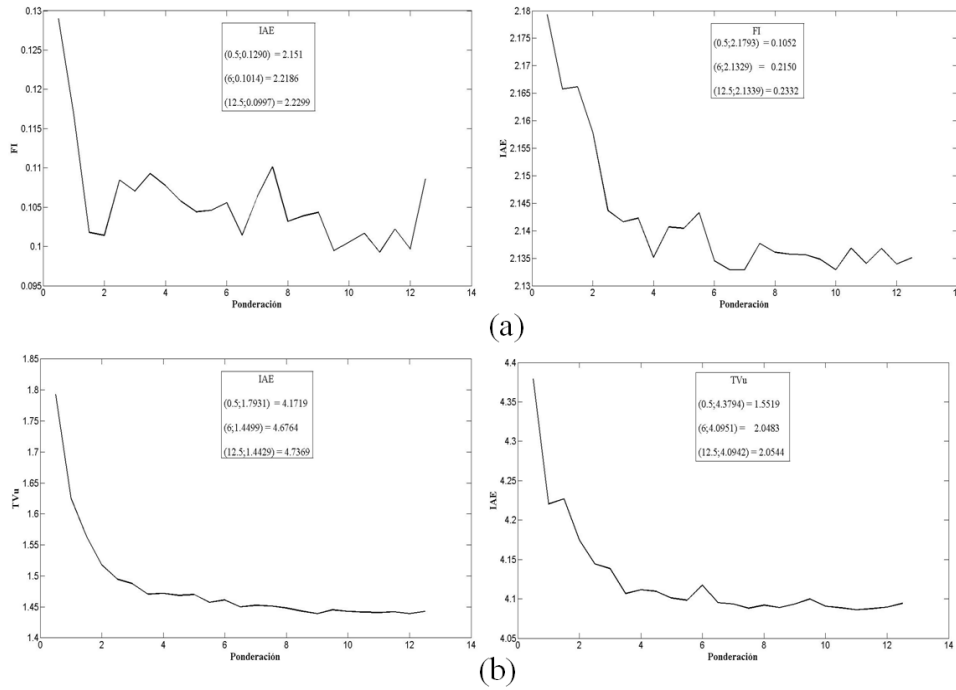 0.13
0.125
0.12
0.115
0.11
0.105
0.1
0.095
FI
0 2 4 6 8 10 12 14
Ponderación
IAE
(0.5;0.1290) = 2.151
(6;0.1014) = 2.2186
(12.5;0.0997) = 2.2299
2.18
2.175
2.17
2.165
2.16
2.155
2.15
2.145
2.14
2.135
2.13
IAE
0 2 4 6 8 10 12 14
Ponderación
FI
(0.5;2.1793) = 0.1052
(6;2.1329) = 0.2150
(12.5;2.1339) = 0.2332
(a)
1.85
1.8
1.75
1.7
1.65
1.6
1.55
1.5
1.45
1.4
TVu
0 2 4 6 8 10 12 14
Ponderación
IAE
(0.5;1.7931) = 4.1719
(6;1.4499) = 4.6764
(12.5;1.4429) = 4.7369
4.4
4.35
4.3
4.25
4.2
4.15
4.1
4.05
IAE
0 2 4 6 8 10 12 14
Ponderación
TVu
(0.5;4.3794) = 1.5519
(6;4.0951) = 2.0483
(12.5;4.0942) = 2.0544
(b)